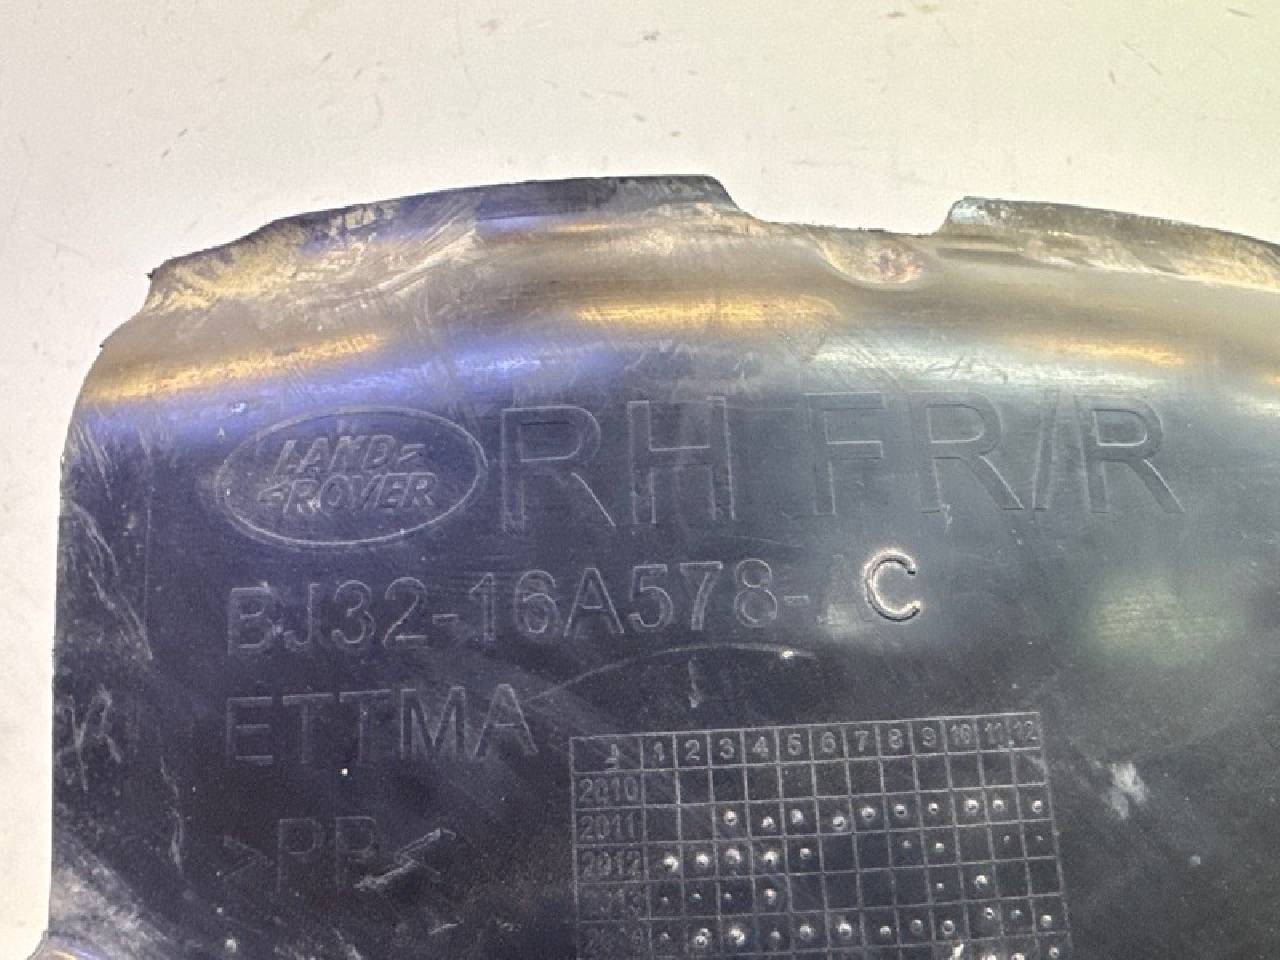 LAND-
-ROVER
RH FR/R
BJ32-16A578- C
ETTMA
>PP<
1 2 3 4 5 6 7 8 9 10 11 12
2010
2011
2012